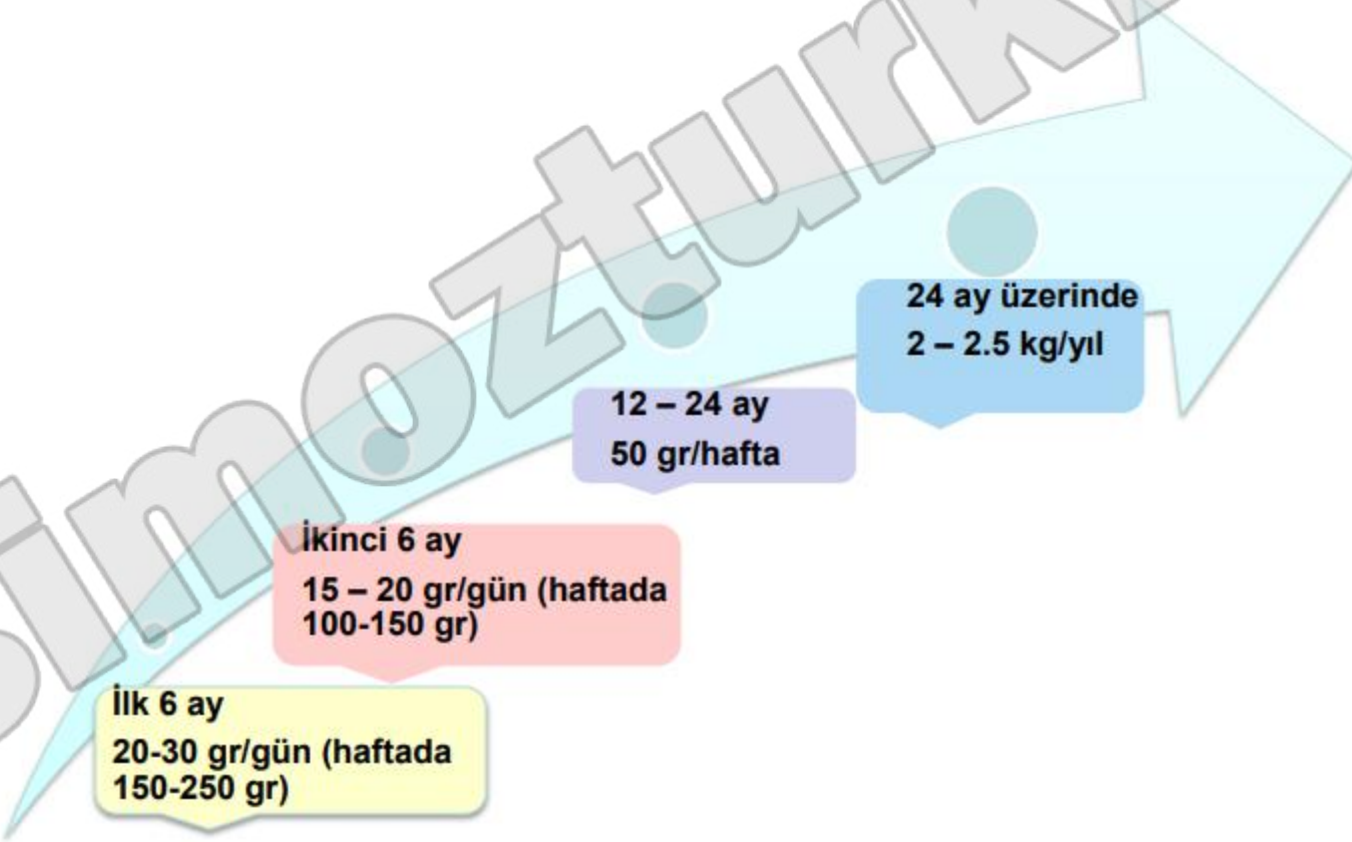 simozturk
24 ay üzerinde
2 – 2.5 kg/yıl
12 – 24 ay
50 gr/hafta
İkinci 6 ay
15 – 20 gr/gün (haftada
100-150 gr)
İlk 6 ay
20-30 gr/gün (haftada
150-250 gr)